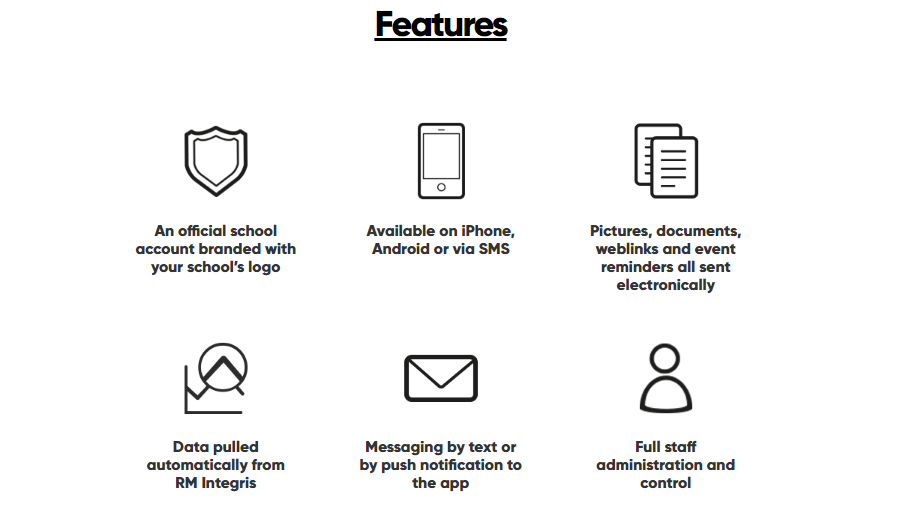 Features
An official school
account branded with
your school's logo
Available on iPhone,
Android or via SMS
Pictures, documents,
weblinks and event
reminders all sent
electronically
Data pulled
automatically from
RM Integris
Messaging by text or
by push notification to
the app
Full staff
administration and
control